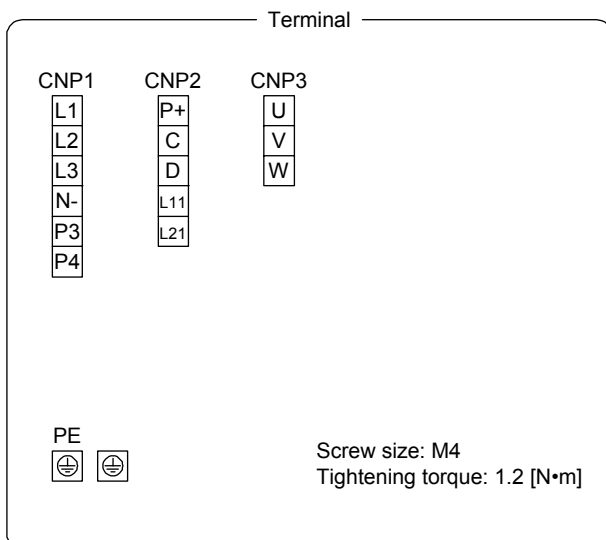 Terminal
CNP1 CNP2 CNP3
L1 P+ U
L2 C V
L3 D W
N- L11
P3 L21
P4
PE
Screw size: M4
Tightening torque: 1.2 [N•m]